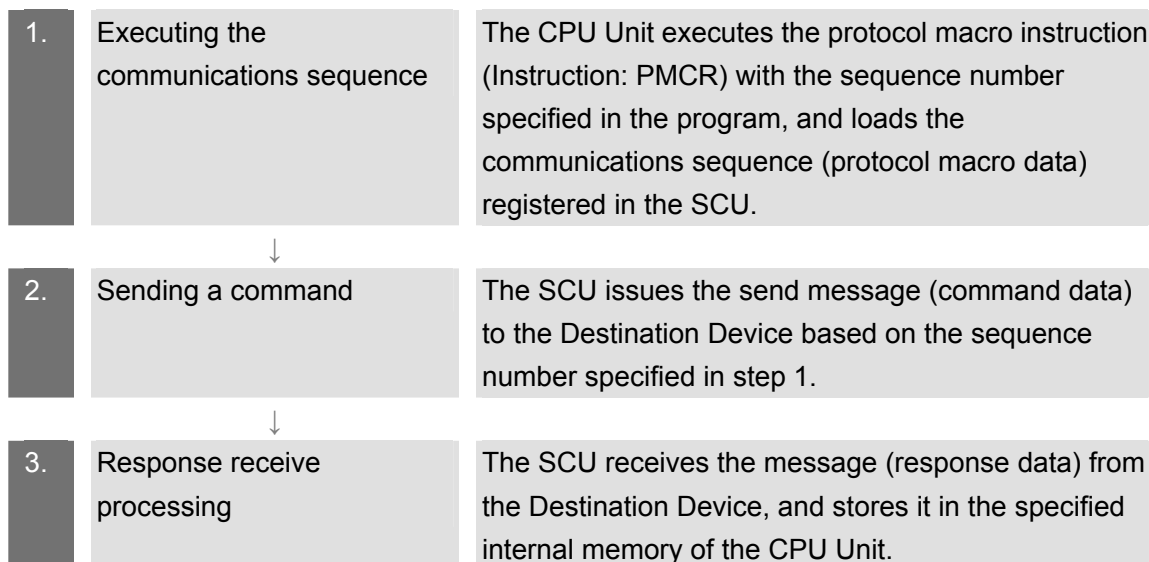 1.
Executing the
communications sequence
The CPU Unit executes the protocol macro instruction
(Instruction: PMCR) with the sequence number
specified in the program, and loads the
communications sequence (protocol macro data)
registered in the SCU.
↓
2.
Sending a command
The SCU issues the send message (command data)
to the Destination Device based on the sequence
number specified in step 1.
↓
3.
Response receive
processing
The SCU receives the message (response data) from
the Destination Device, and stores it in the specified
internal memory of the CPU Unit.